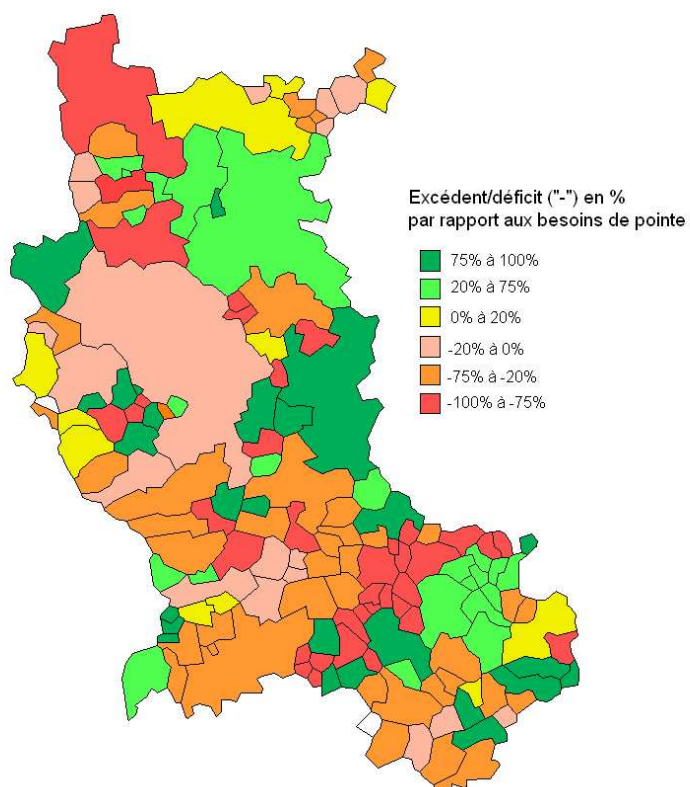 Excédent/déficit ("-") en %
par rapport aux besoins de pointe
75% à 100%
20% à 75%
0% à 20%
-20% à 0%
-75% à -20%
-100% à -75%